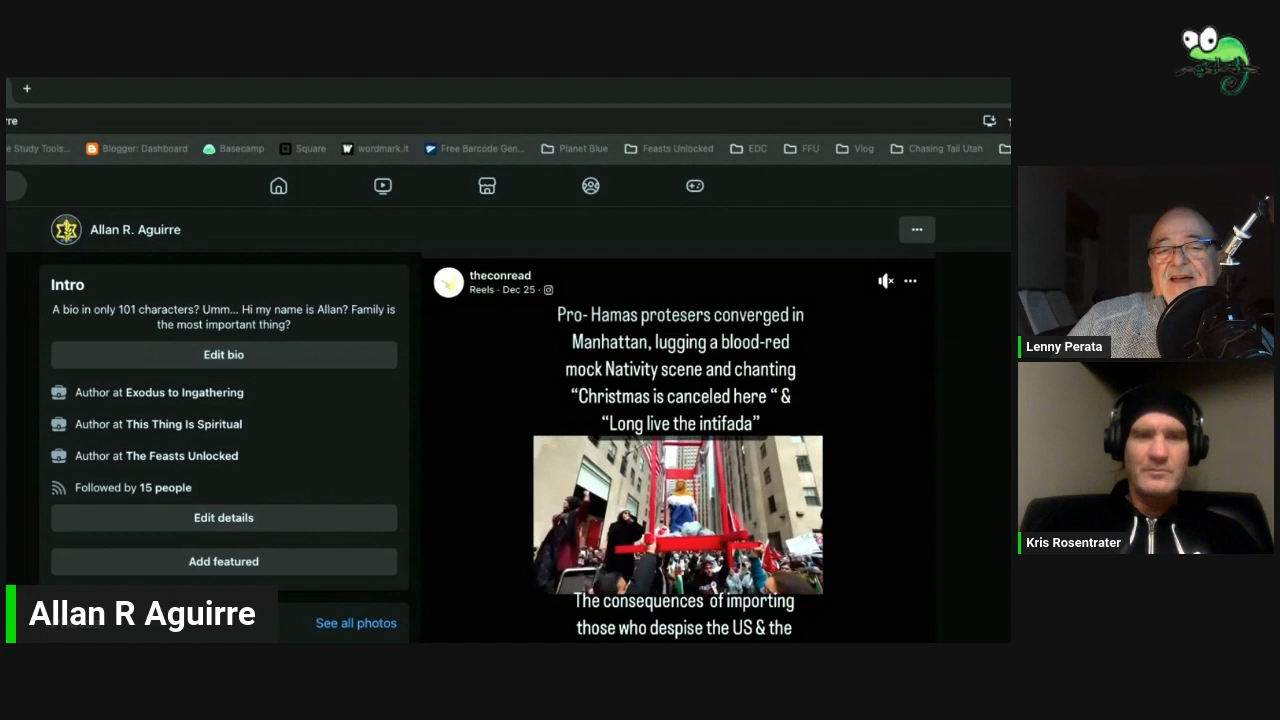 +
rre
e Study Tools...
Blogger: Dashboard
Basecamp
Square
W wordmark.it
Free Barcode Gen...
Planet Blue
Feasts Unlocked
EDC
FFU
Vlog
Chasing Tail Utah
Allan R. Aguirre
...
Intro
A bio in only 101 characters? Umm... Hi my name is Allan? Family is
the most important thing?
Edit bio
Author at Exodus to Ingathering
Author at This Thing Is Spiritual
Author at The Feasts Unlocked
Followed by 15 people
Edit details
Add featured
See all photos
theconread
Reels · Dec 25 ·
Pro- Hamas protesers converged in
Manhattan, lugging a blood-red
mock Nativity scene and chanting
“Christmas is canceled here “ &
“Long live the intifada”
The consequences of importing
those who despise the US & the
Allan R Aguirre
Lenny Perata
Kris Rosentrater